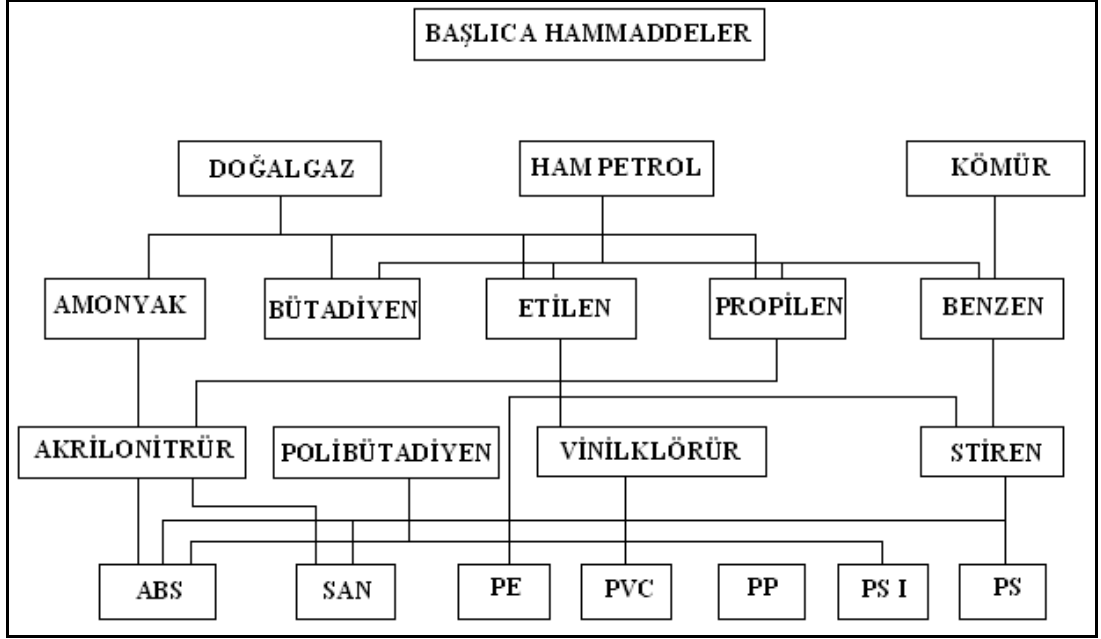 BAŞLICA HAMMADDELER
DOĞALGAZ
HAM PETROL
KÖMÜR
AMONYAK
BÜTADİYEN
ETİLEN
PROPİLEN
BENZEN
AKRİLONİTRÜR
POLİBÜTADİYEN
VİNİLKLÖRÜR
STİREN
ABS
SAN
PE
PVC
PP
PS I
PS